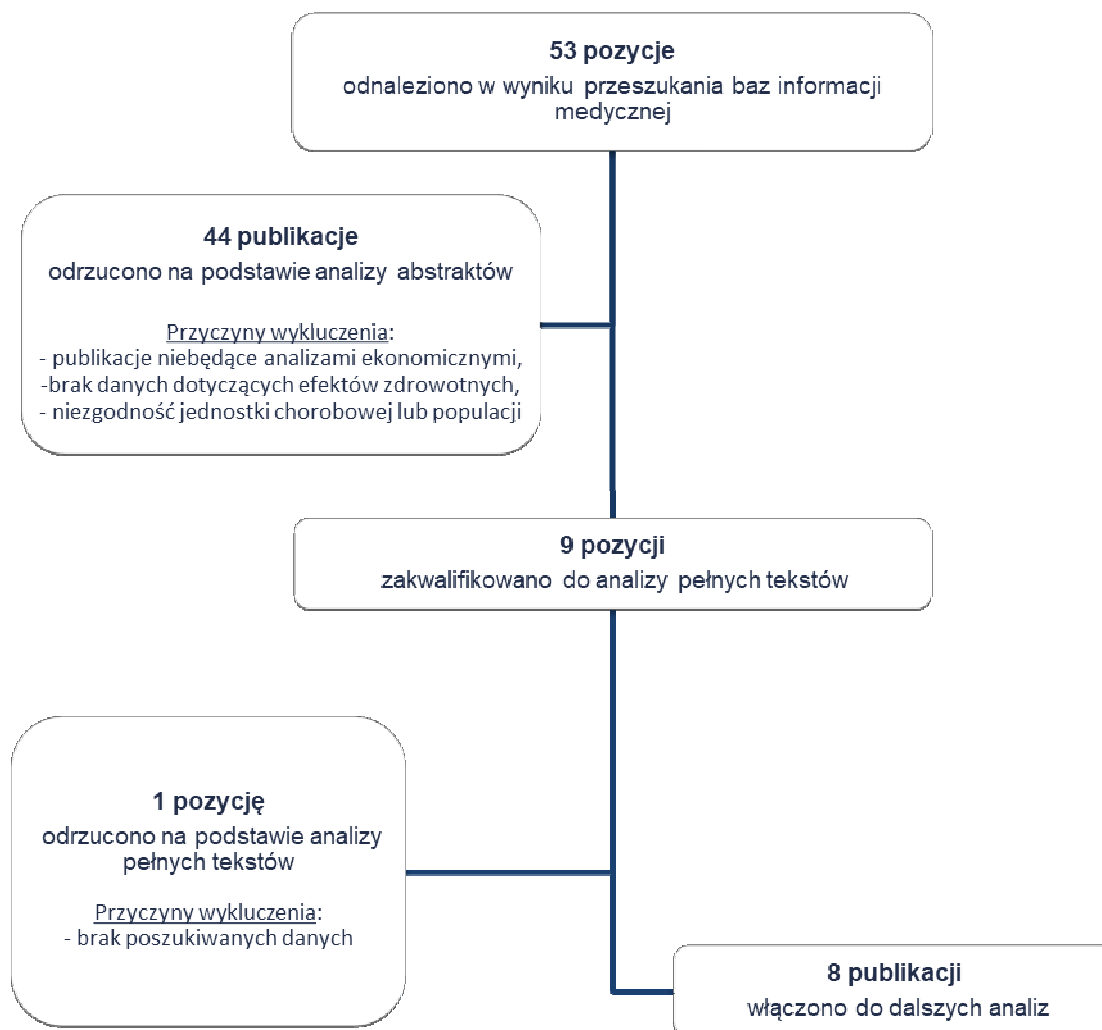 53 pozycje
odnaleziono w wyniku przeszukania baz informacji
medycznej
44 publikacje
odrzucono na podstawie analizy abstraktów
Przyczyny wykluczenia:
- publikacje niebędące analizami ekonomicznymi,
-brak danych dotyczących efektów zdrowotnych,
- niezgodność jednostki chorobowej lub populacji
9 pozycji
zakwalifikowano do analizy pełnych tekstów
1 pozycję
odrzucono na podstawie analizy
pełnych tekstów
Przyczyny wykluczenia:
- brak poszukiwanych danych
8 publikacji
włączono do dalszych analiz